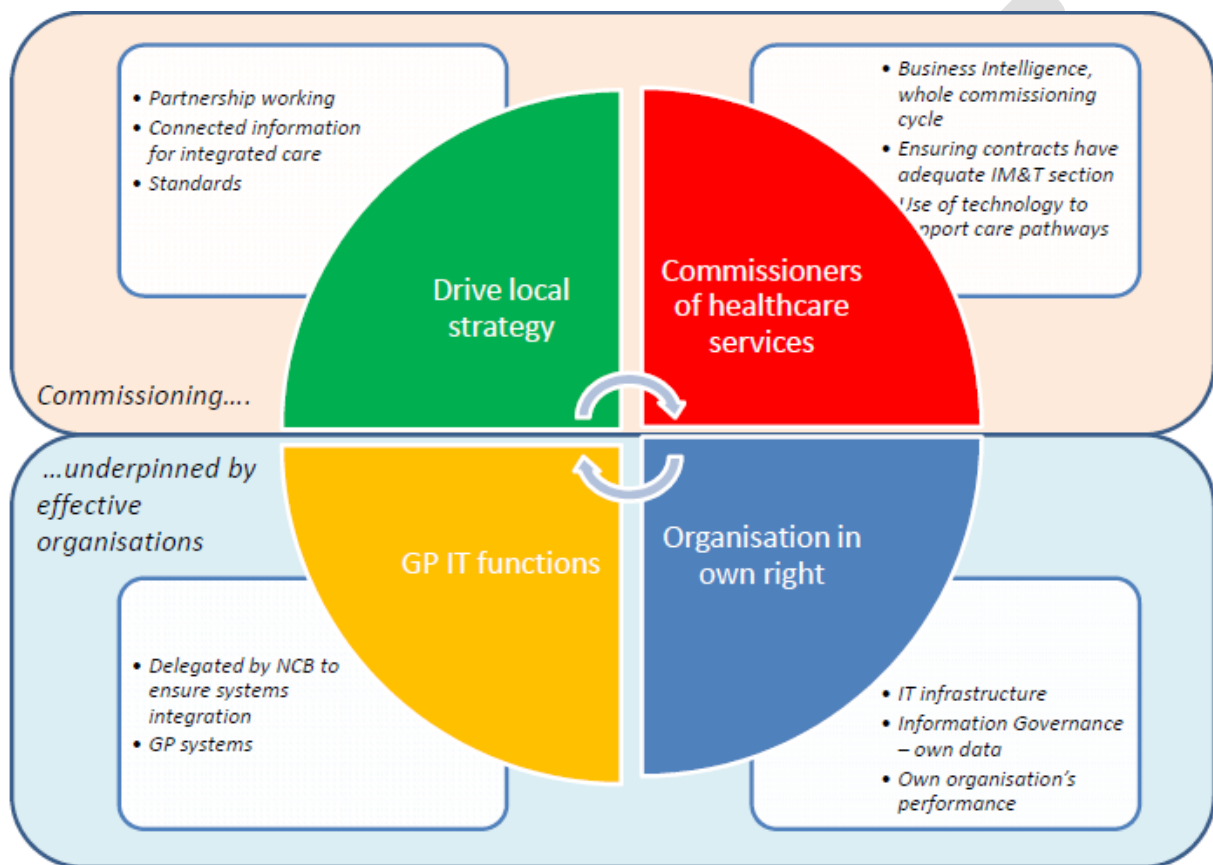 • Partnership working
• Connected information
for integrated care
• Standards
• Business Intelligence,
whole commissioning
cycle
• Ensuring contracts have
adequate IM&T section
Use of technology to
care pathways
Drive local
strategy
Commissioners
of healthcare
services
Commissioning....
...underpinned by
effective
organisations
GP IT functions
Organisation in
own right
• Delegated by NCB to
ensure systems
integration
• GP systems
• IT infrastructure
• Information Governance
– own data
• Own organisation's
performance